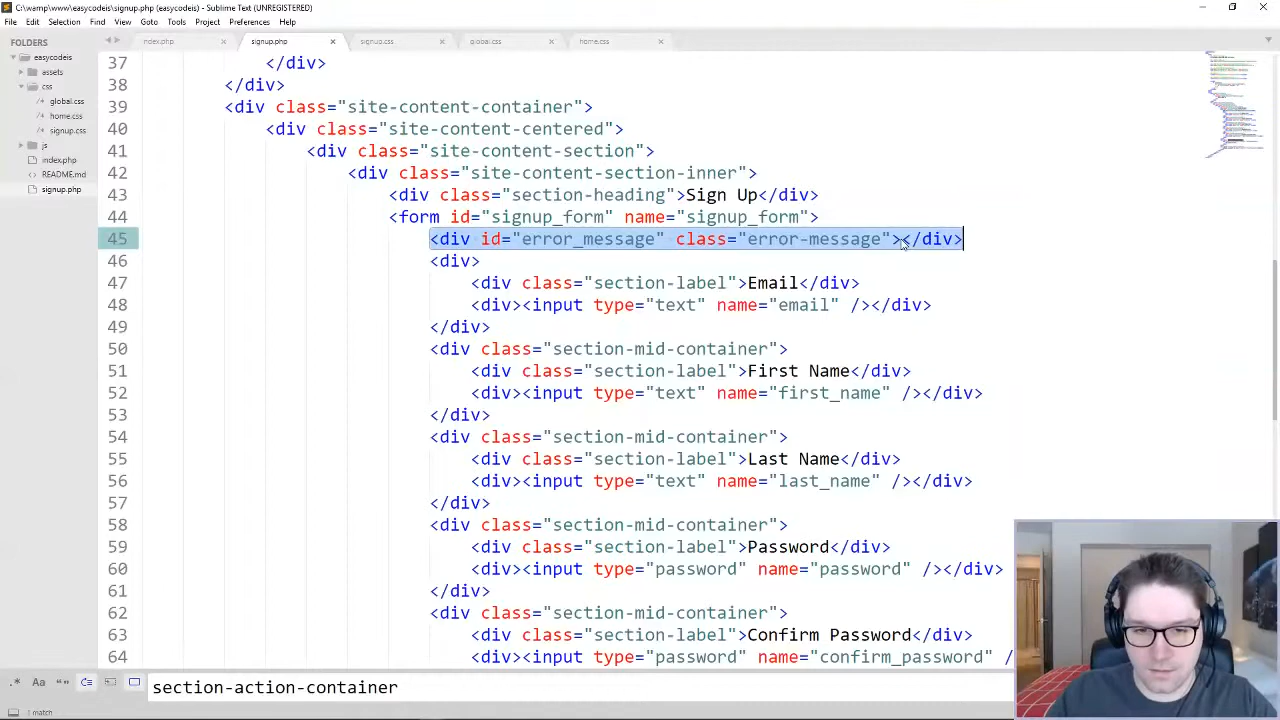 C:\wamp\www\easycodeis\signup.php (easycodeis) - Sublime Text (UNREGISTERED)
File Edit Selection Find View Goto Tools Project Preferences Help
FOLDERS
easycodeis
assets
css
global.css
home.css
signup.css
js
index.php
README.md
signup.php
index.php signup.php signup.css global.css home.css
37 </div>
38 </div>
39 <div class="site-content-container">
40 <div class="site-content-centered">
41 <div class="site-content-section">
42 <div class="site-content-section-inner">
43 <div class="section-heading">Sign Up</div>
44 <form id="signup_form" name="signup_form">
45 <div id="error_message" class="error-message"></div>
46 <div>
47 <div class="section-label">Email</div>
48 <div><input type="text" name="email" /></div>
49 </div>
50 <div class="section-mid-container">
51 <div class="section-label">First Name</div>
52 <div><input type="text" name="first_name" /></div>
53 </div>
54 <div class="section-mid-container">
55 <div class="section-label">Last Name</div>
56 <div><input type="text" name="last_name" /></div>
57 </div>
58 <div class="section-mid-container">
59 <div class="section-label">Password</div>
60 <div><input type="password" name="password" /></div>
61 </div>
62 <div class="section-mid-container">
63 <div class="section-label">Confirm Password</div>
64 <div><input type="password" name="confirm_password" /
.* Aa “”
section-action-container
1 match